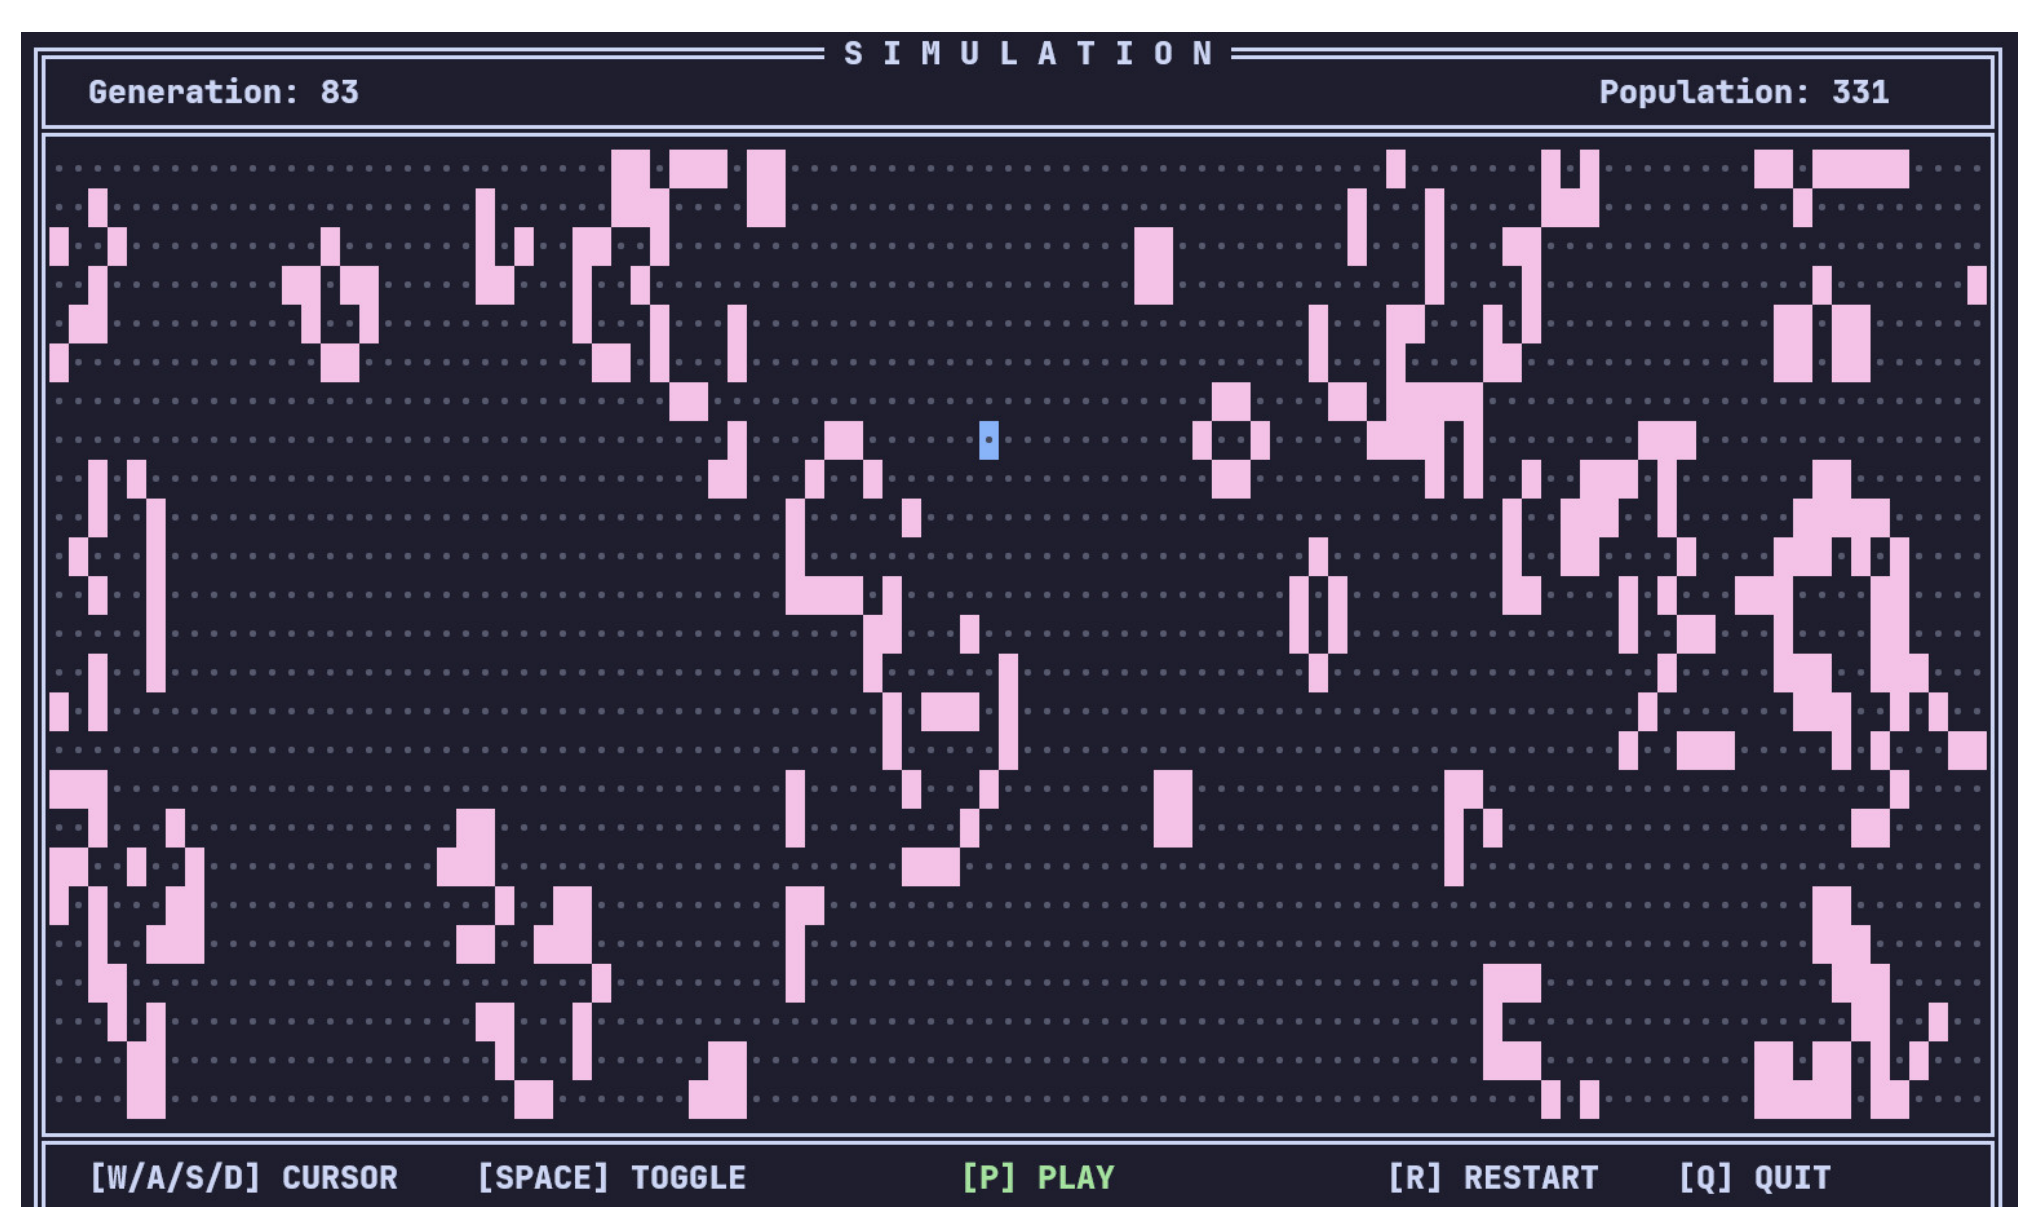 S I M U L A T I O N
Generation: 83 Population: 331
[W/A/S/D] CURSOR [SPACE] TOGGLE [P] PLAY [R] RESTART [Q] QUIT